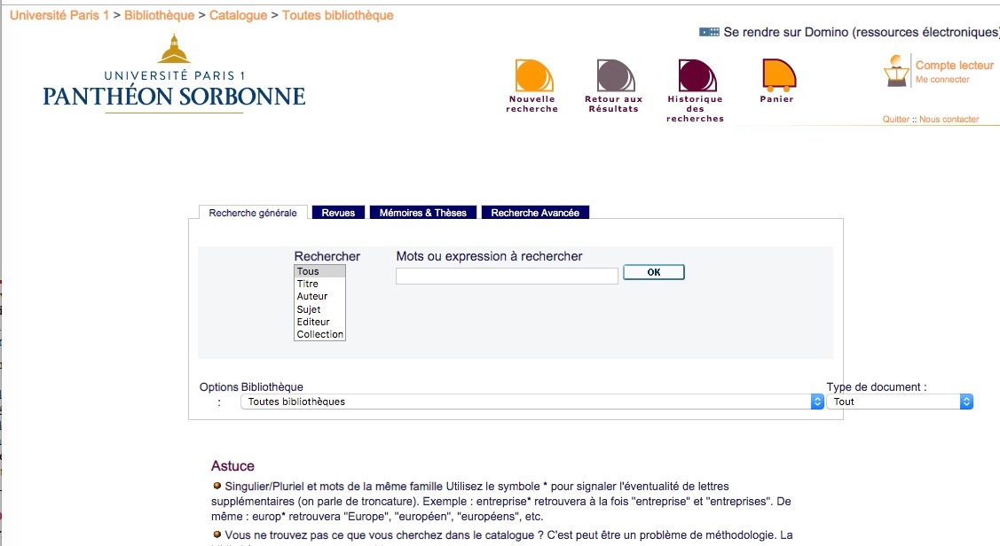 Université Paris 1 > Bibliothèque > Catalogue > Toutes bibliothèque
Se rendre sur Domino (ressources électroniques)
UNIVERSITÉ PARIS 1
PANTHÉON SORBONNE
Nouvelle
recherche
Retour aux
Résultats
Historique
des
recherches
Panier
Compte lecteur
Me connecter
Quitter :: Nous contacter
Recherche générale
Revues
Mémoires & Thèses
Recherche Avancée
Rechercher
Mots ou expression à rechercher
Tous
Titre
Auteur
Sujet
Editeur
Collection
OK
Options Bibliothèque
Type de document :
: Toutes bibliothèques
Tout
Astuce
Singulier/Pluriel et mots de la même famille Utilisez le symbole * pour signaler l'éventualité de lettres
supplémentaires (on parle de troncature). Exemple : entreprise* retrouvera à la fois "entreprise" et "entreprises". De
même : europ* retrouvera "Europe", "européen", "européens", etc.
Vous ne trouvez pas ce que vous cherchez dans le catalogue ? C'est peut être un problème de méthodologie. La